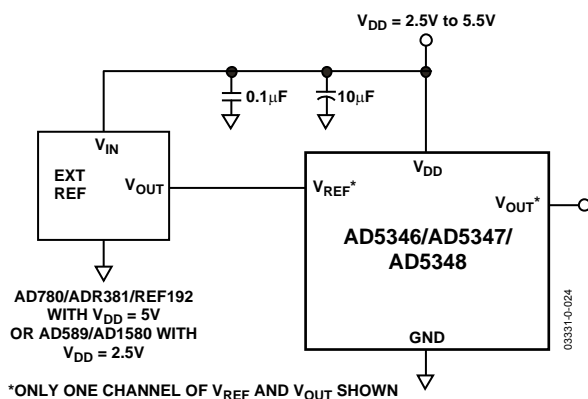 V_DD = 2.5V to 5.5V
0.1μF
10μF
V_IN
EXT
REF
V_OUT
V_REF*
V_DD
V_OUT*
AD5346/AD5347/
AD5348
GND
AD780/ADR381/REF192
WITH V_DD = 5V
OR AD589/AD1580 WITH
V_DD = 2.5V
03331-0-024
*ONLY ONE CHANNEL OF V_REF AND V_OUT SHOWN